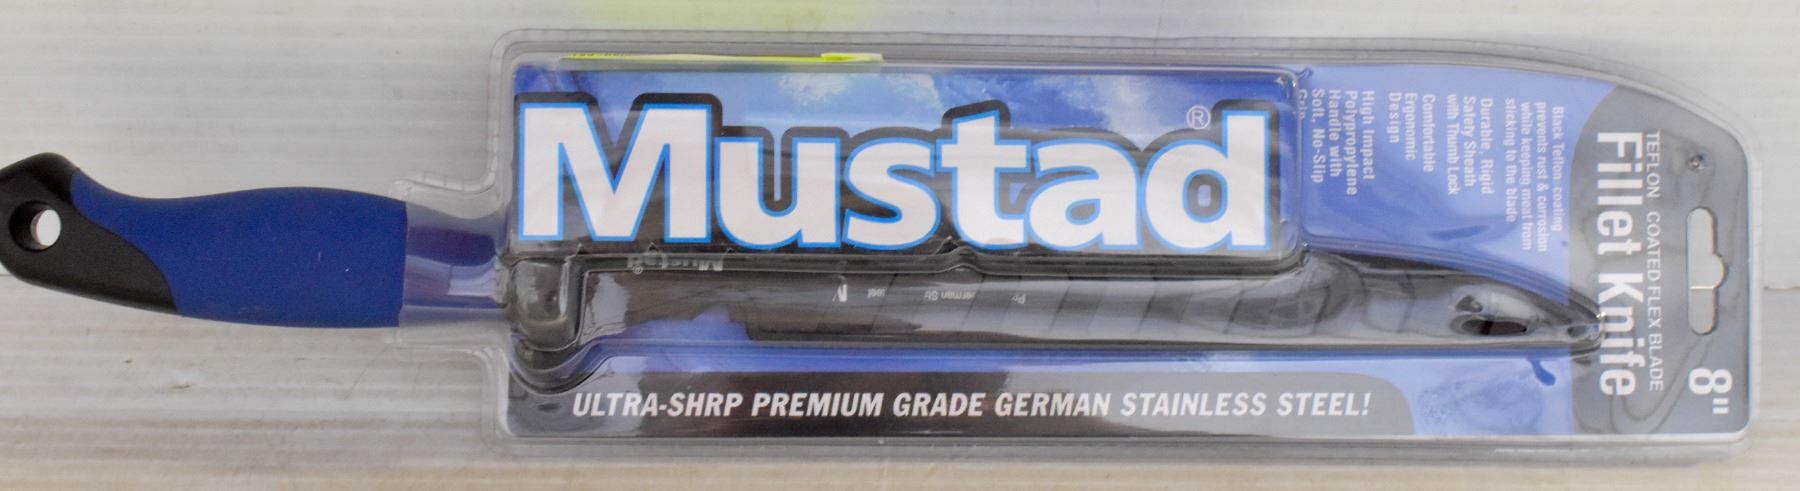 Mustad®
ULTRA-SHRP PREMIUM GRADE GERMAN STAINLESS STEEL!
8"
TEFLON COATED FLEX BLADE
Fillet Knife
Black Teflon coating
prevents rust & corrosion
while keeping meat from
sticking to the blade
Durable, Rigid
Safety Sheath
with Thumb Lock
Comfortable
Ergonomic
Design
High Impact
Polypropylene
Handle with
Soft, No-Slip
Grip
Mustad®